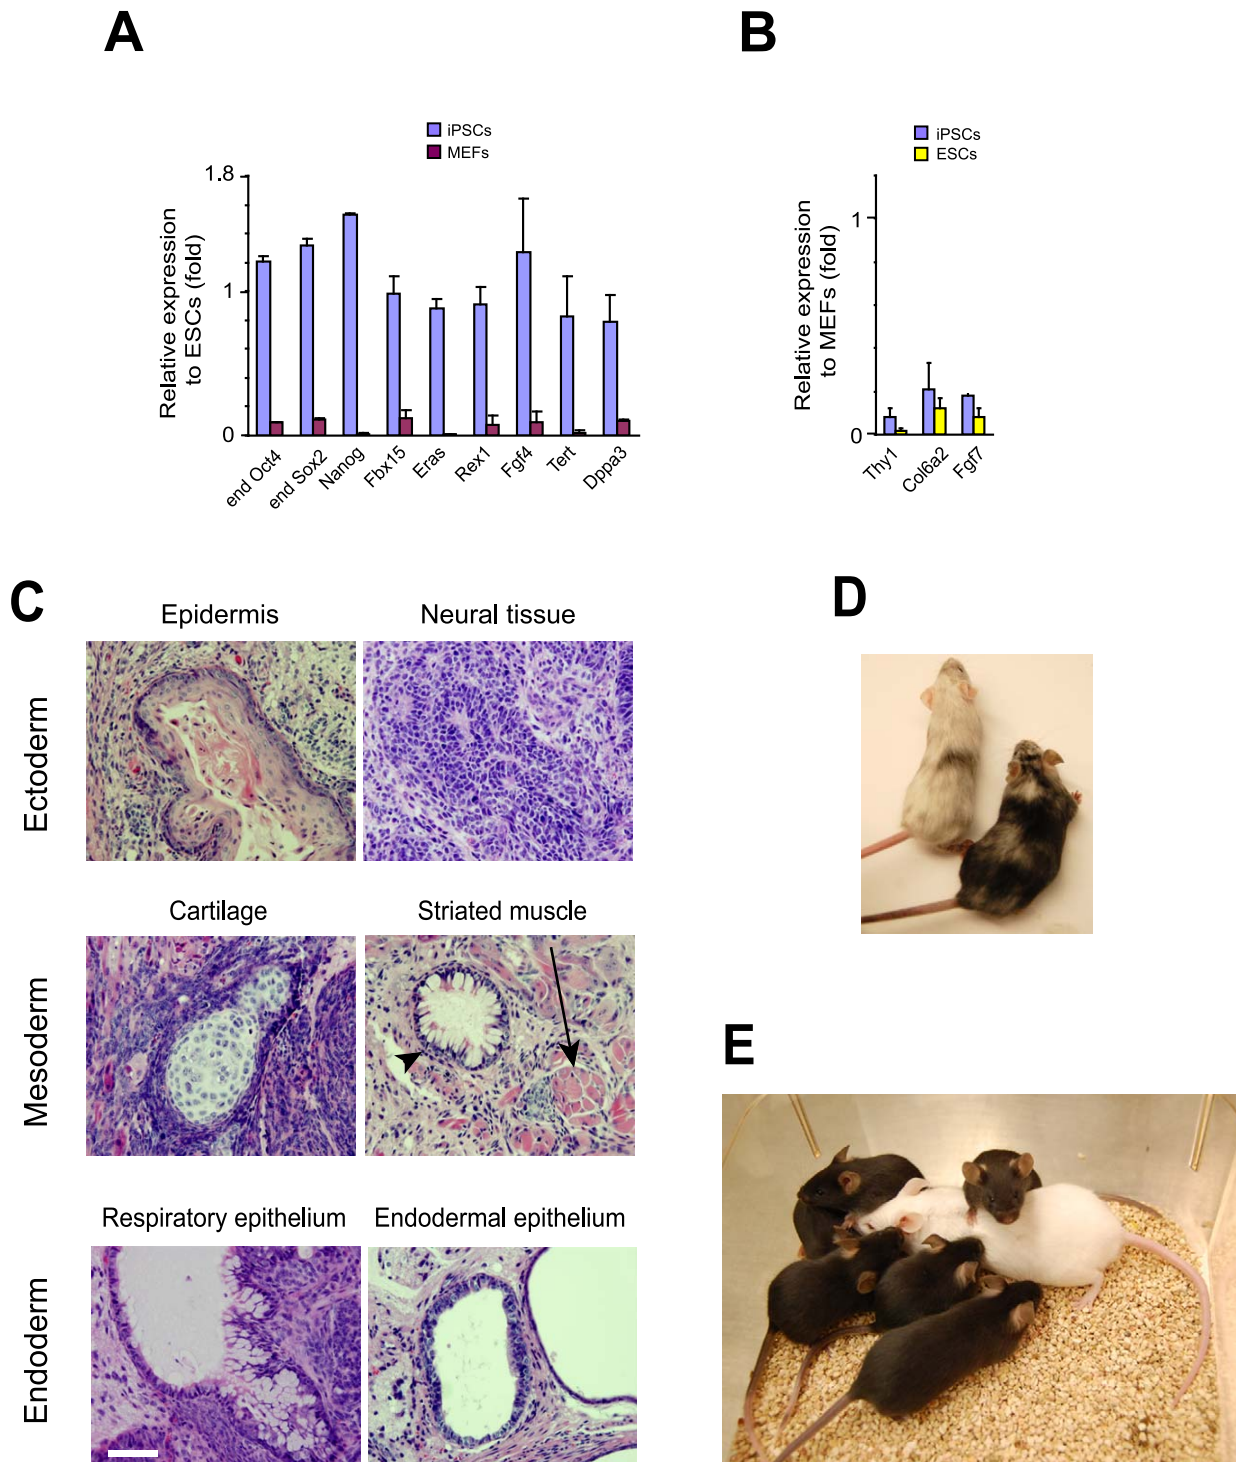 A
B
iPSCs
MEFs
iPSCs
ESCs
1.8
1
0
Relative expression
to ESCs (fold)
end Oct4
end Sox2
Nanog
Fbx15
Eras
Rex1
Fgf4
Tert
Dppa3
1
0
Relative expression
to MEFs (fold)
Thy1
Col6a2
Fgf7
C
D
Epidermis
Neural tissue
Ectoderm
Cartilage
Striated muscle
Mesoderm
E
Respiratory epithelium
Endodermal epithelium
Endoderm